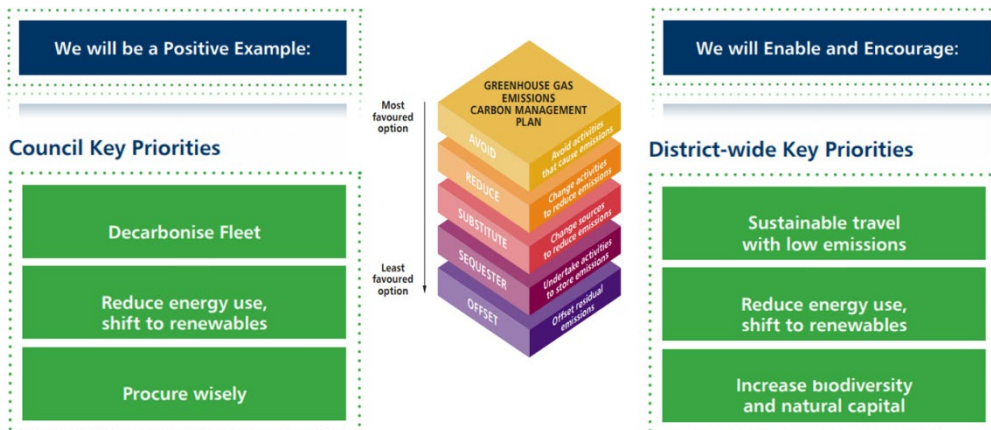 We will be a Positive Example:
Council Key Priorities
Decarbonise Fleet
Reduce energy use,
shift to renewables
Procure wisely
Most
favoured
option
Least
favoured
option
GREENHOUSE GAS
EMISSIONS
CARBON MANAGEMENT
PLAN
AVOID
Avoid activities
that cause emissions
REDUCE
Change activities
to reduce emissions
SUBSTITUTE
Change sources
to reduce emissions
SEQUESTER
Undertake activities
to store emissions
OFFSET
Offset residual
emissions
We will Enable and Encourage:
District-wide Key Priorities
Sustainable travel
with low emissions
Reduce energy use,
shift to renewables
Increase biodiversity
and natural capital